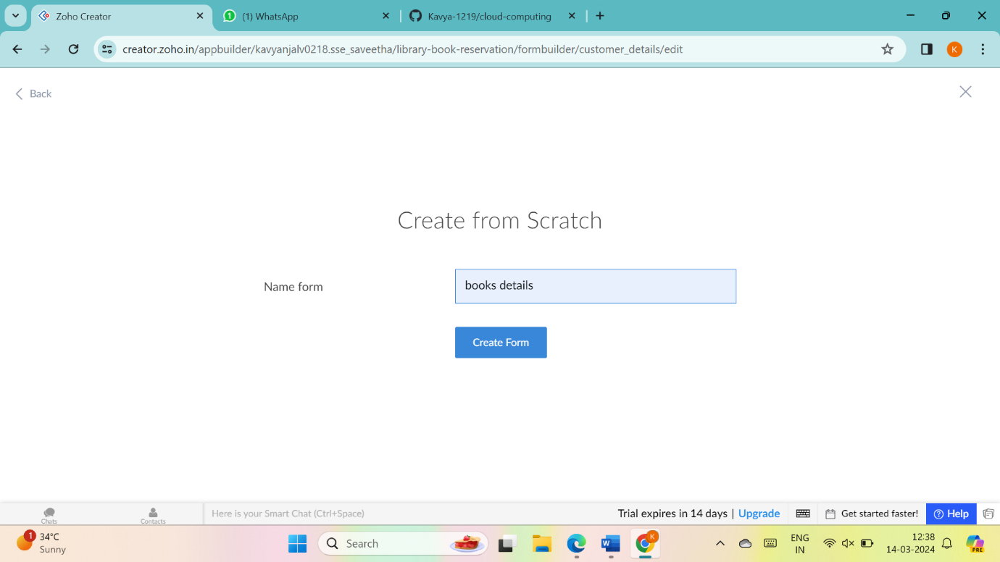 Zoho Creator
1
(1) WhatsApp
Kavya-1219/cloud-computing
creator.zoho.in/appbuilder/kavyanjalv0218.sse_saveetha/library-book-reservation/formbuilder/customer_details/edit
K
Back
Create from Scratch
Name form
books details
Create Form
Chats
Contacts
Here is your Smart Chat (Ctrl+Space)
Trial expires in 14 days | Upgrade
Get started faster!
? Help
1
34°C
Sunny
Search
W
K
ENG
IN
12:38
14-03-2024
PRE